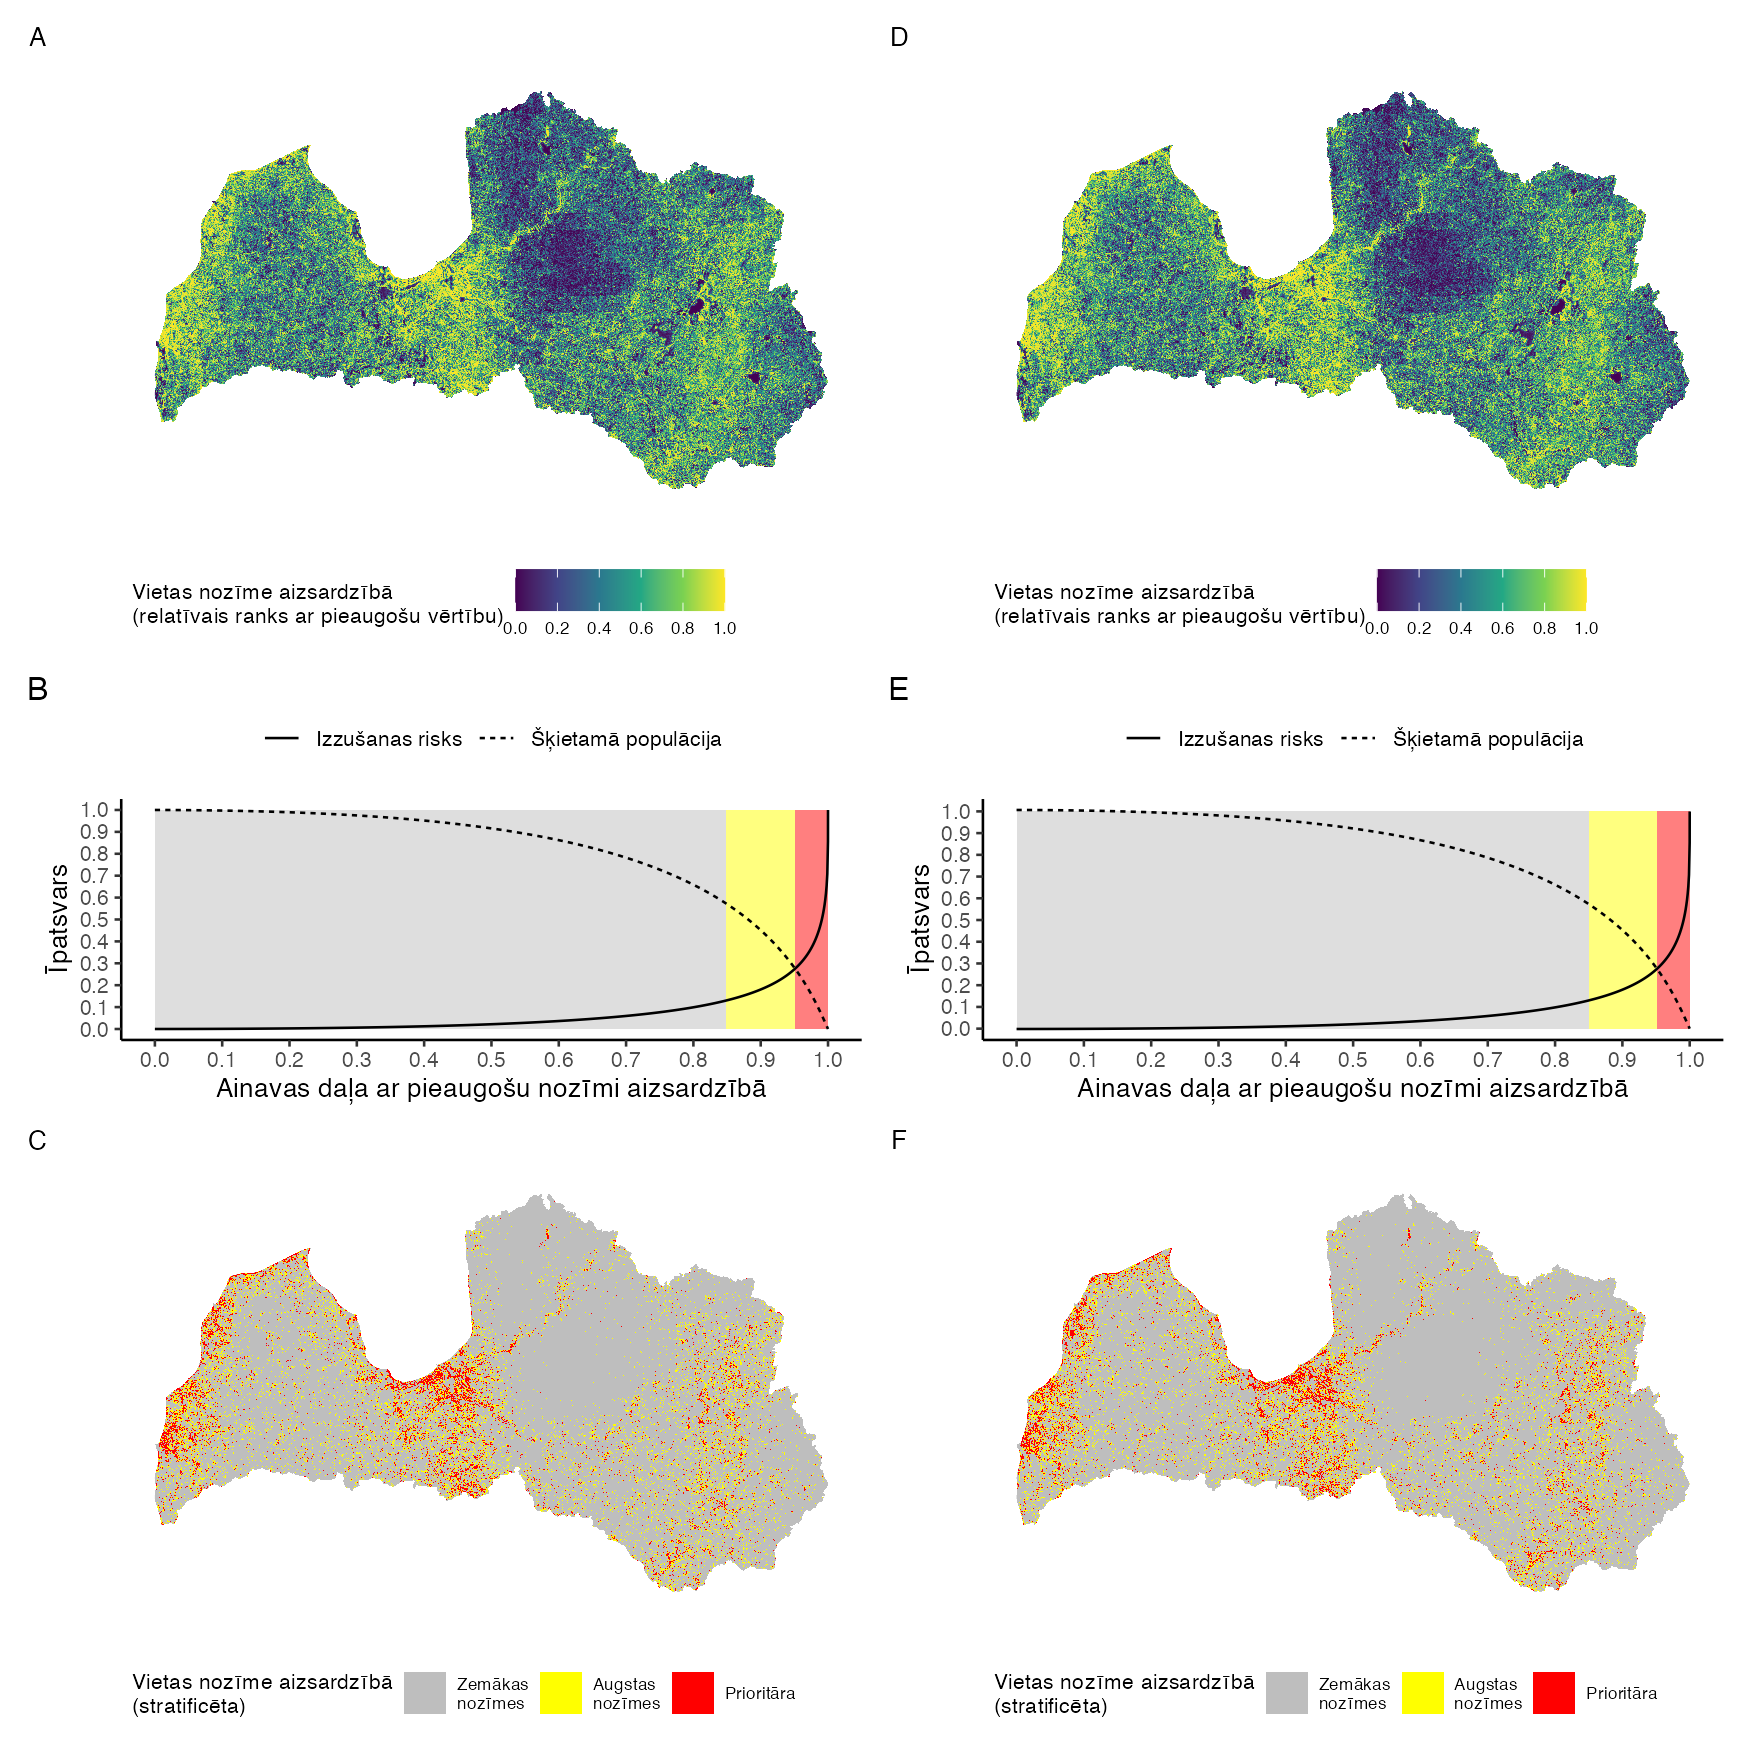 A
Vietas nozīme aizsardzībā
(relatīvais ranks ar pieaugošu vērtību)
0.0 0.2 0.4 0.6 0.8 1.0
B
Izzušanas risks
Šķietamā populācija
Īpatsvars
1.0
0.9
0.8
0.7
0.6
0.5
0.4
0.3
0.2
0.1
0.0
0.0 0.1 0.2 0.3 0.4 0.5 0.6 0.7 0.8 0.9 1.0
Ainavas daļa ar pieaugošu nozīmi aizsardzībā
C
Vietas nozīme aizsardzībā
(stratificēta)
Zemākas
nozīmes
Augstas
nozīmes
Prioritāra
D
Vietas nozīme aizsardzībā
(relatīvais ranks ar pieaugošu vērtību)
0.0 0.2 0.4 0.6 0.8 1.0
E
Izzušanas risks
Šķietamā populācija
Īpatsvars
1.0
0.9
0.8
0.7
0.6
0.5
0.4
0.3
0.2
0.1
0.0
0.0 0.1 0.2 0.3 0.4 0.5 0.6 0.7 0.8 0.9 1.0
Ainavas daļa ar pieaugošu nozīmi aizsardzībā
F
Vietas nozīme aizsardzībā
(stratificēta)
Zemākas
nozīmes
Augstas
nozīmes
Prioritāra